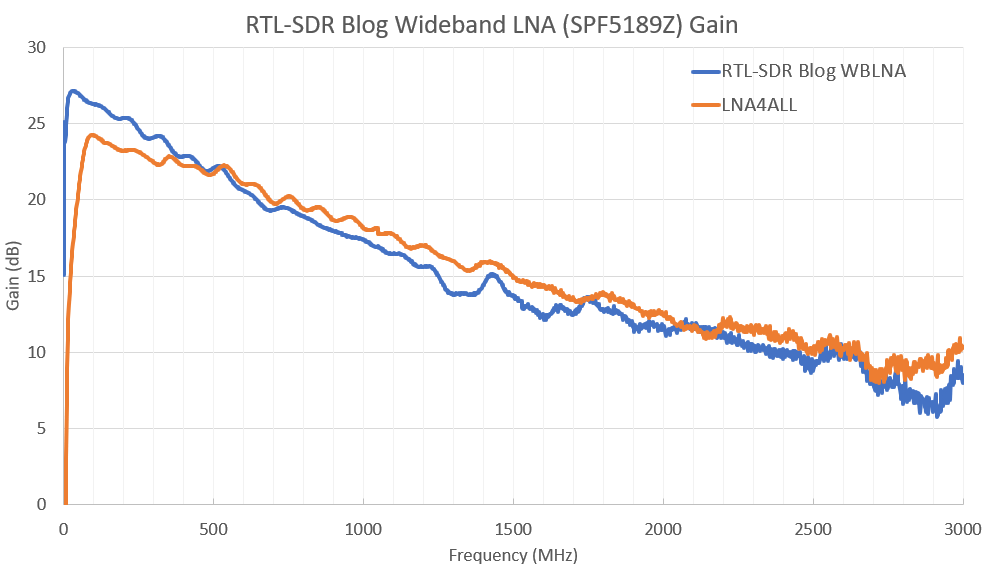 RTL-SDR Blog Wideband LNA (SPF5189Z) Gain
30
RTL-SDR Blog WBLNA
LNA4ALL
25
20
15
10
5
0
Gain (dB)
0 500 1000 1500 2000 2500 3000
Frequency (MHz)